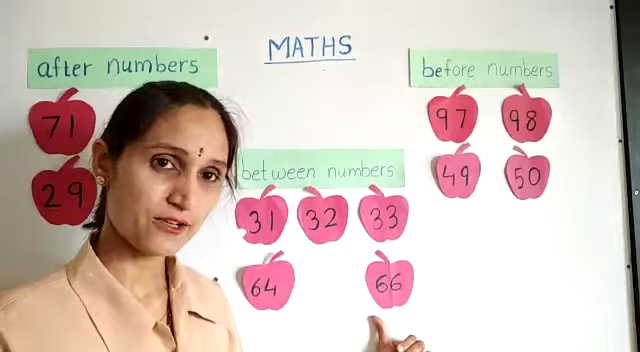 MATHS
after numbers
71
29
between numbers
31 32 33
64 66
before numbers
97 98
49 50